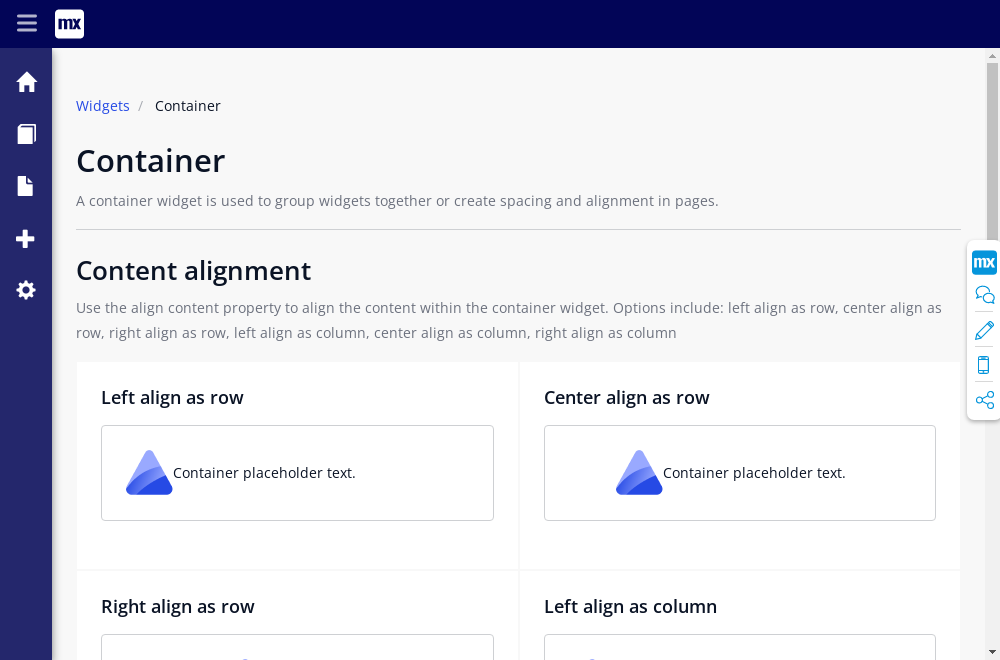 mx
Widgets / Container
Container
A container widget is used to group widgets together or create spacing and alignment in pages.
Content alignment
Use the align content property to align the content within the container widget. Options include: left align as row, center align as
row, right align as row, left align as column, center align as column, right align as column
mx
Left align as row
Center align as row
Container placeholder text.
Container placeholder text.
Right align as row
Left align as column